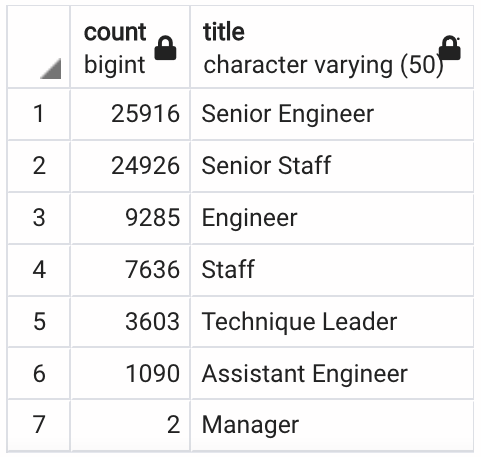 count title
bigint character varying (50)
1 25916 Senior Engineer
2 24926 Senior Staff
3 9285 Engineer
4 7636 Staff
5 3603 Technique Leader
6 1090 Assistant Engineer
7 2 Manager